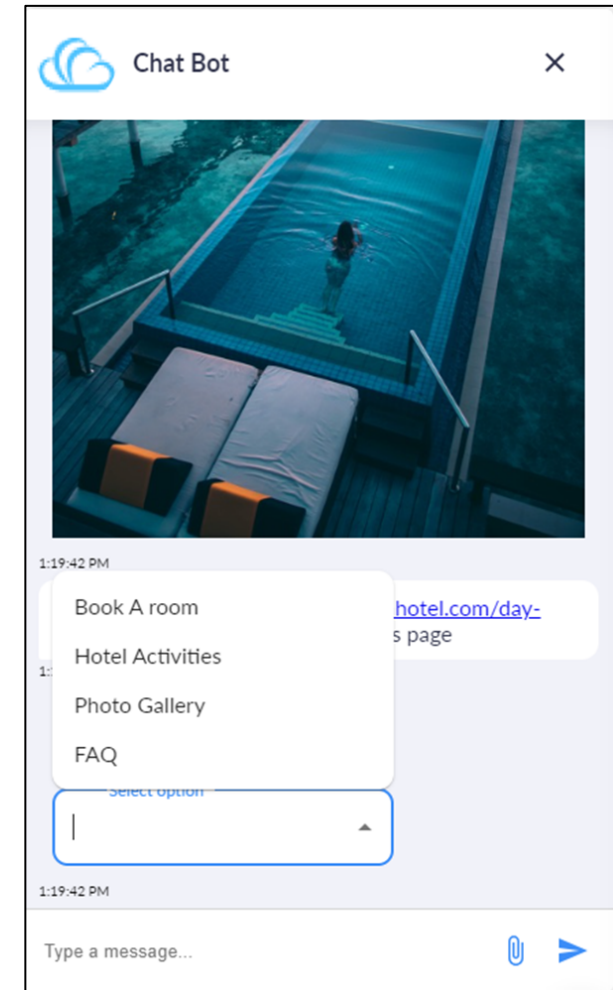 Chat Bot
1:19:42 PM
hotel.com/day-
s page
1:
Book A room
Hotel Activities
Photo Gallery
FAQ
Select option
1:19:42 PM
Type a message...